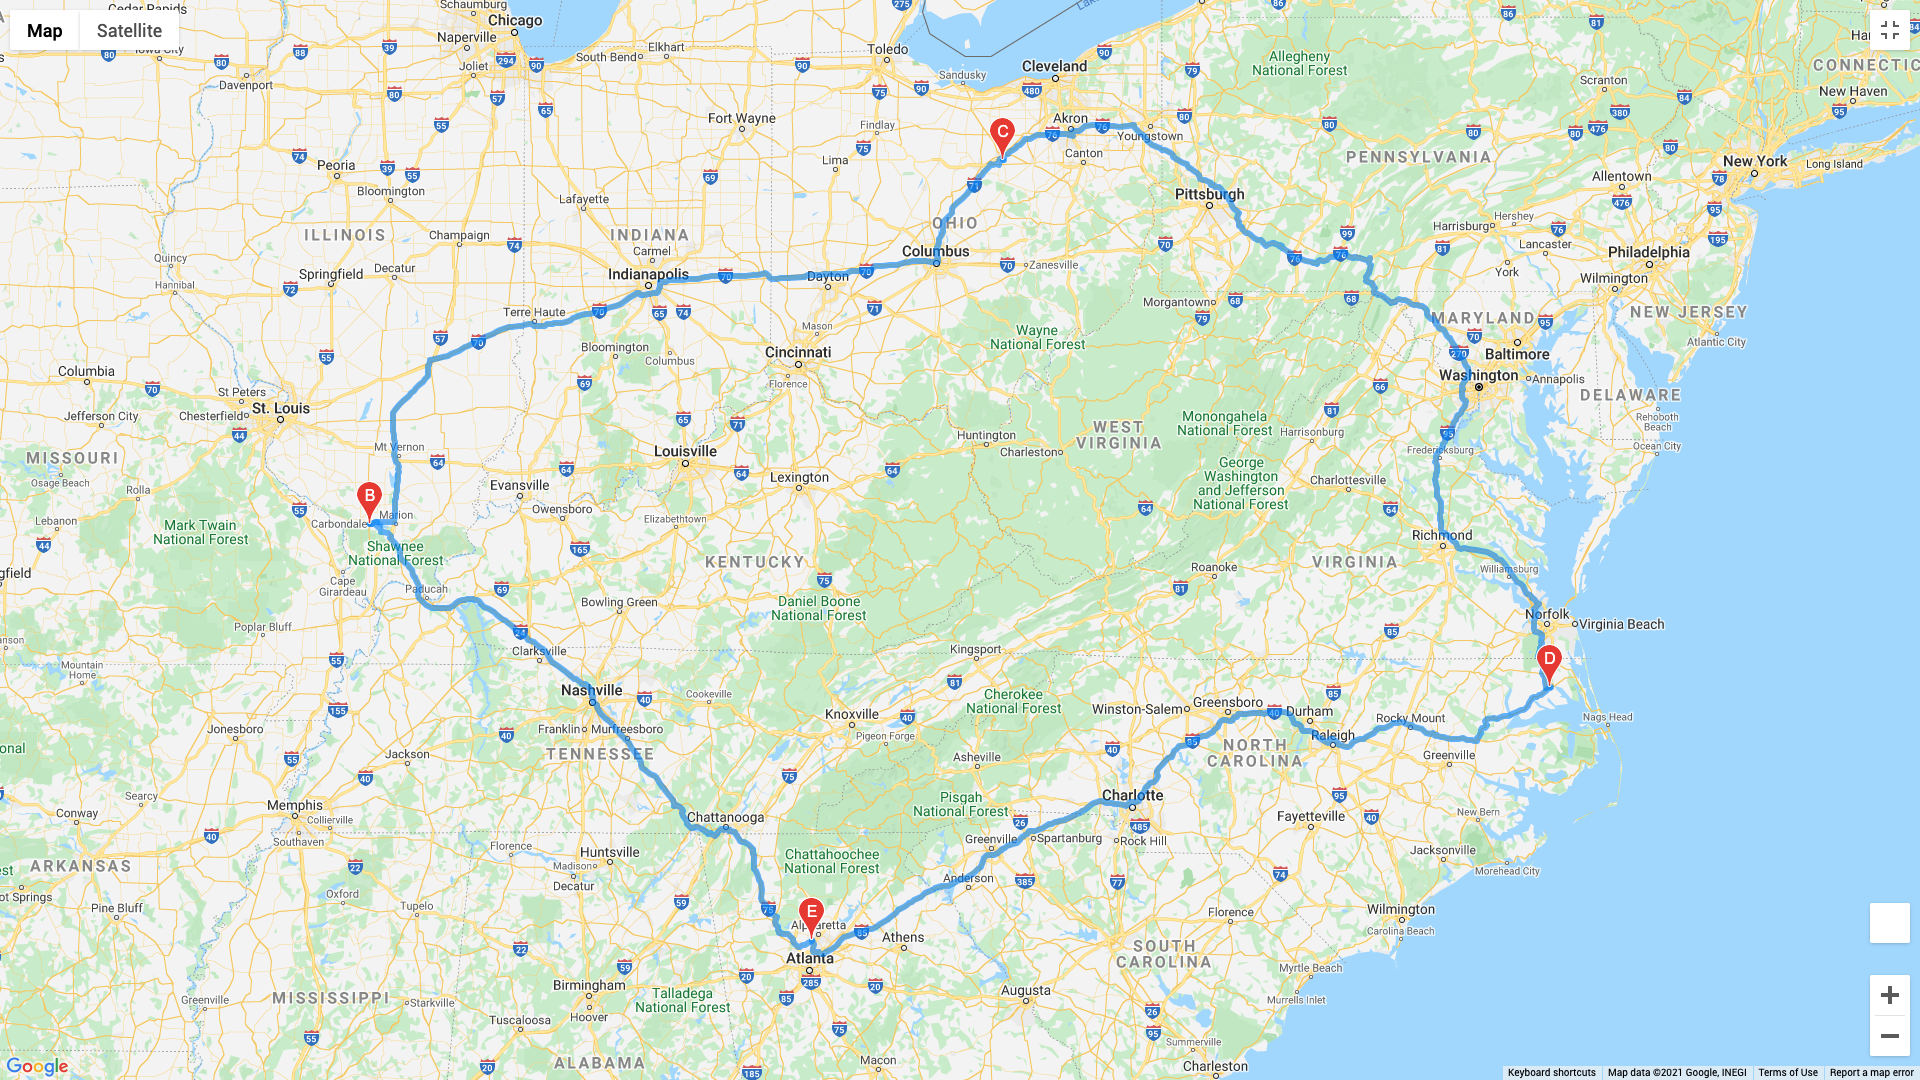 Map
Satellite
Cedar Rapids
Iowa City
Davenport
Schaumburg
Chicago
Naperville
Joliet
South Bend
Elkhart
Toledo
Sandusky
Cleveland
Akron
Youngstown
Canton
Allegheny
National Forest
Scranton
CONNECTIC
New Haven
Long Island
New York
Allentown
PENNSYLVANIA
Pittsburgh
Hershey
Harrisburg
Lancaster
York
Philadelphia
Wilmington
NEW JERSEY
Atlantic City
Fort Wayne
Findlay
Lima
C
Peoria
Bloomington
Lafayette
ILLINOIS
Champaign
INDIANA
Carmel
Indianapolis
OHIO
Columbus
Zanesville
Dayton
Quincy
Hannibal
Springfield
Decatur
Terre Haute
Bloomington
Columbus
Mason
Cincinnati
Florence
Wayne
National Forest
Morgantown
MARYLAND
Baltimore
Washington
Annapolis
DELAWARE
Rehoboth
Beach
Ocean City
Columbia
Jefferson City
St Peters
Chesterfield
St. Louis
Mt Vernon
MISSOURI
Osage Beach
Rolla
Lebanon
Mark Twain
National Forest
B
Carbondale
Marion
Shawnee
National Forest
Cape
Girardeau
Paducah
Poplar Bluff
Evansville
Owensboro
Louisville
Elizabethtown
Lexington
KENTUCKY
Bowling Green
Daniel Boone
National Forest
Huntington
Charleston
WEST
VIRGINIA
Monongahela
National Forest
Harrisonburg
George
Washington
and Jefferson
National Forest
Charlottesville
Fredericksburg
Richmond
VIRGINIA
Roanoke
Williamsburg
Norfolk
Virginia Beach
D
Nags Head
gfield
anson
Mountain
Home
Jonesboro
Clarksville
Nashville
Franklin
Murfreesboro
TENNESSEE
Cookeville
Jackson
Memphis
Collierville
Southaven
Searcy
Conway
ARKANSAS
ional
est
ot Springs
Pine Bluff
Kingsport
Knoxville
Pigeon Forge
Cherokee
National Forest
Asheville
Pisgah
National Forest
Winston-Salem
Greensboro
Durham
Raleigh
Rocky Mount
Greenville
NORTH
CAROLINA
Charlotte
Fayetteville
New Bern
Jacksonville
Morehead City
Wilmington
Carolina Beach
Greenville
Spartanburg
Rock Hill
Anderson
Chattanooga
Chattahoochee
National Forest
Florence
Huntsville
Madison
Decatur
Oxford
Tupelo
E
Alpharetta
Atlanta
Athens
Florence
SOUTH
CAROLINA
Myrtle Beach
Murrells Inlet
Augusta
Summerville
Charleston
Greenville
MISSISSIPPI
Starkville
Birmingham
Hoover
Tuscaloosa
Talladega
National Forest
ALABAMA
Macon
Google
Keyboard shortcuts
Map data ©2021 Google, INEGI
Terms of Use
Report a map error